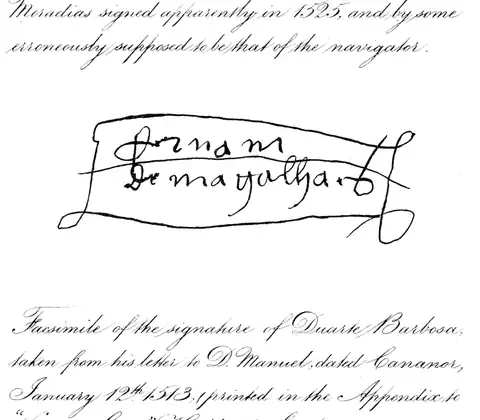 Moradias signed apparently in 1525, and by some
erroneously supposed to be that of the navigator.
fernam
de magalhaes
Facsimile of the signature of Duarte Barbosa,
taken from his letter to D. Manuel, dated Cananor,
January 12th 1513, (printed in the Appendix to